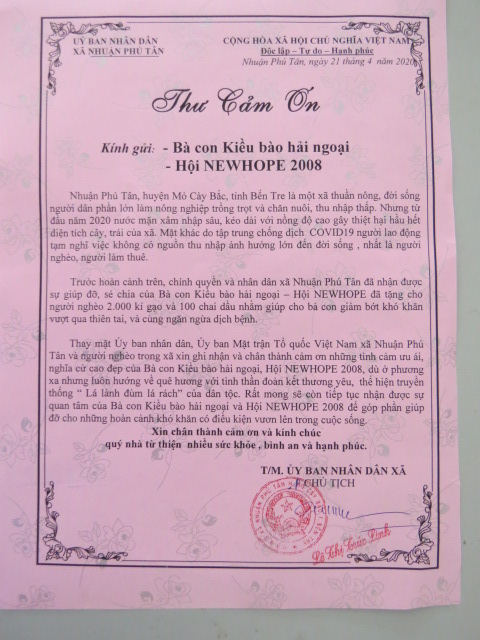 ỦY BAN NHÂN DÂN
XÃ NHUẬN PHÚ TÂN
CỘNG HÒA XÃ HỘI CHỦ NGHĨA VIỆT NAM
Độc lập – Tự do – Hạnh phúc
Nhuận Phú Tân, ngày 21 tháng 4 năm 2020
Thư Cảm Ơn
Kính gửi: - Bà con Kiều bào hải ngoại
- Hội NEWHOPE 2008
Nhuận Phú Tân, huyện Mỏ Cày Bắc, tỉnh Bến Tre là một xã thuần nông, đời sống
người dân phần lớn làm nông nghiệp trồng trọt và chăn nuôi, thu nhập thấp. Nhưng từ
đầu năm 2020 nước mặn xâm nhập sâu, kéo dài với nồng độ cao gây thiệt hại hầu hết
diện tích cây, trái của xã. Mặt khác do tập trung chống dịch COVID19 người lao động
tạm nghỉ việc không có nguồn thu nhập ảnh hưởng lớn đến đời sống , nhất là người
nghèo, người làm thuê.
Trước hoàn cảnh trên, chính quyền và nhân dân xã Nhuận Phú Tân đã nhận được
sự giúp đỡ, sẻ chia của Bà con Kiều bào hải ngoại – Hội NEWHOPE đã tặng cho
người nghèo 2.000 kí gạo và 100 chai dầu nhằm giúp cho bà con giảm bớt khó khăn
vượt qua thiên tai, và cùng ngăn ngừa dịch bệnh.
Thay mặt Ủy ban nhân dân, Ủy ban Mặt trận Tổ quốc Việt Nam xã Nhuận Phú
Tân và người nghèo trong xã xin ghi nhận và chân thành cảm ơn những tình cảm ưu ái,
nghĩa cử cao đẹp của Bà con Kiều bào hải ngoại, Hội NEWHOPE 2008, dù ở phương
xa nhưng luôn hướng về quê hương với tinh thần đoàn kết thương yêu, thể hiện truyền
thống “ Lá lành đùm lá rách” của dân tộc. Rất mong sẽ còn tiếp tục nhận được sự
quan tâm của Bà con Kiều bào hải ngoại và Hội NEWHOPE 2008 để góp phần giúp
đỡ cho những hoàn cảnh khó khăn có điều kiện vươn lên trong cuộc sống.
Xin chân thành cảm ơn và kính chúc
quý nhà từ thiện nhiều sức khỏe , bình an và hạnh phúc.
T/M. ỦY BAN NHÂN DÂN XÃ
CHỦ TỊCH
Lê Thị Trúc Linh